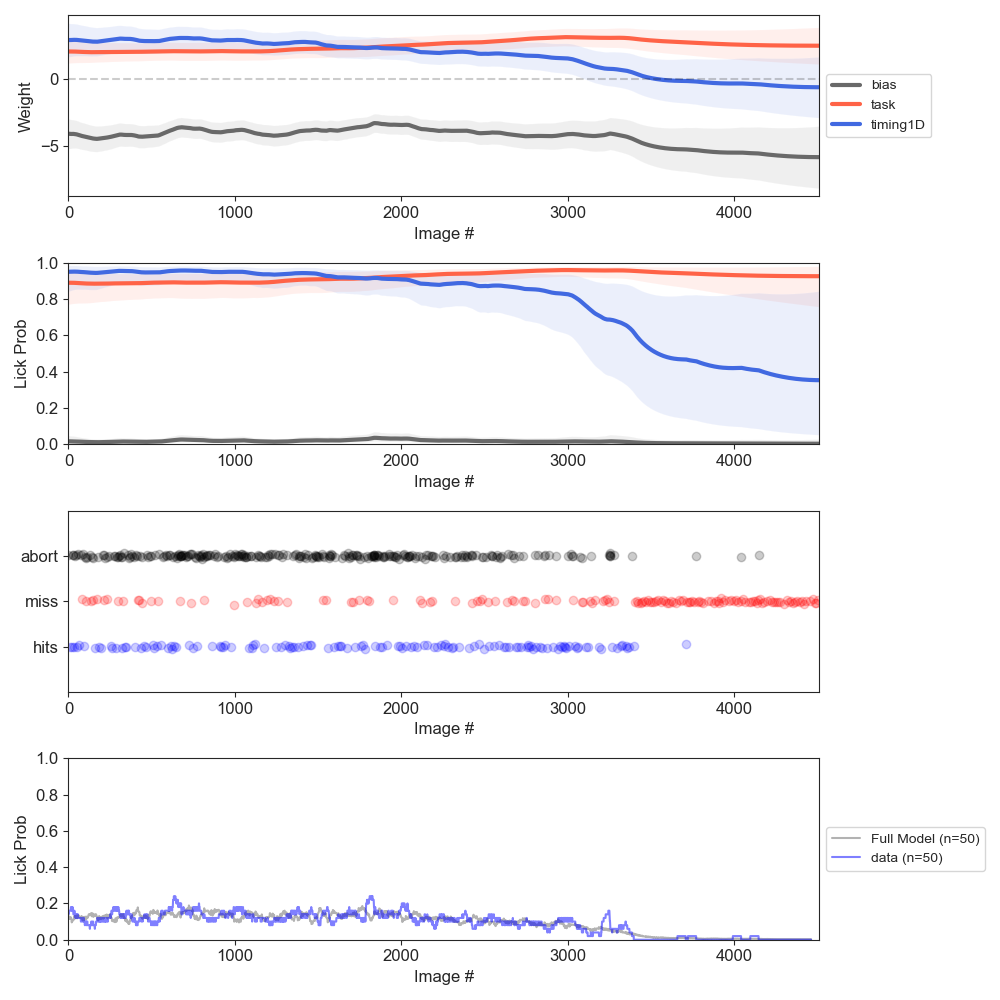 Weight
0
−5
0 1000 2000 3000 4000
Image #
bias
task
timing1D
Lick Prob
1.0
0.8
0.6
0.4
0.2
0.0
0 1000 2000 3000 4000
Image #
abort
miss
hits
0 1000 2000 3000 4000
Image #
Lick Prob
1.0
0.8
0.6
0.4
0.2
0.0
0 1000 2000 3000 4000
Image #
Full Model (n=50)
data (n=50)